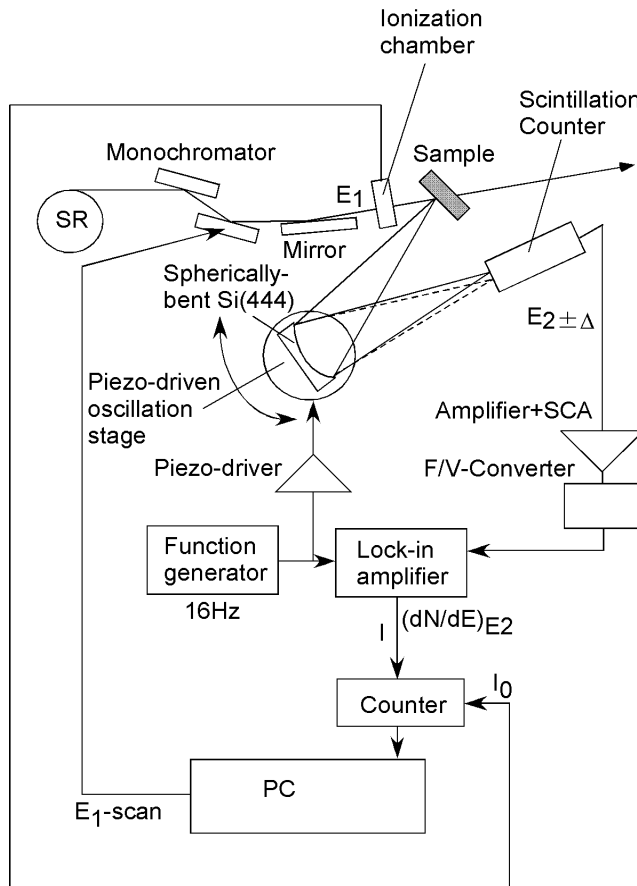 Ionization
chamber
Scintillation
Counter
Monochromator
Sample
E1
SR
Mirror
Spherically-
bent Si(444)
E2±Δ
Piezo-driven
oscillation
stage
Amplifier+SCA
Piezo-driver
F/V-Converter
Function
generator
Lock-in
amplifier
16Hz
I
(dN/dE)E2
I0
Counter
PC
E1-scan